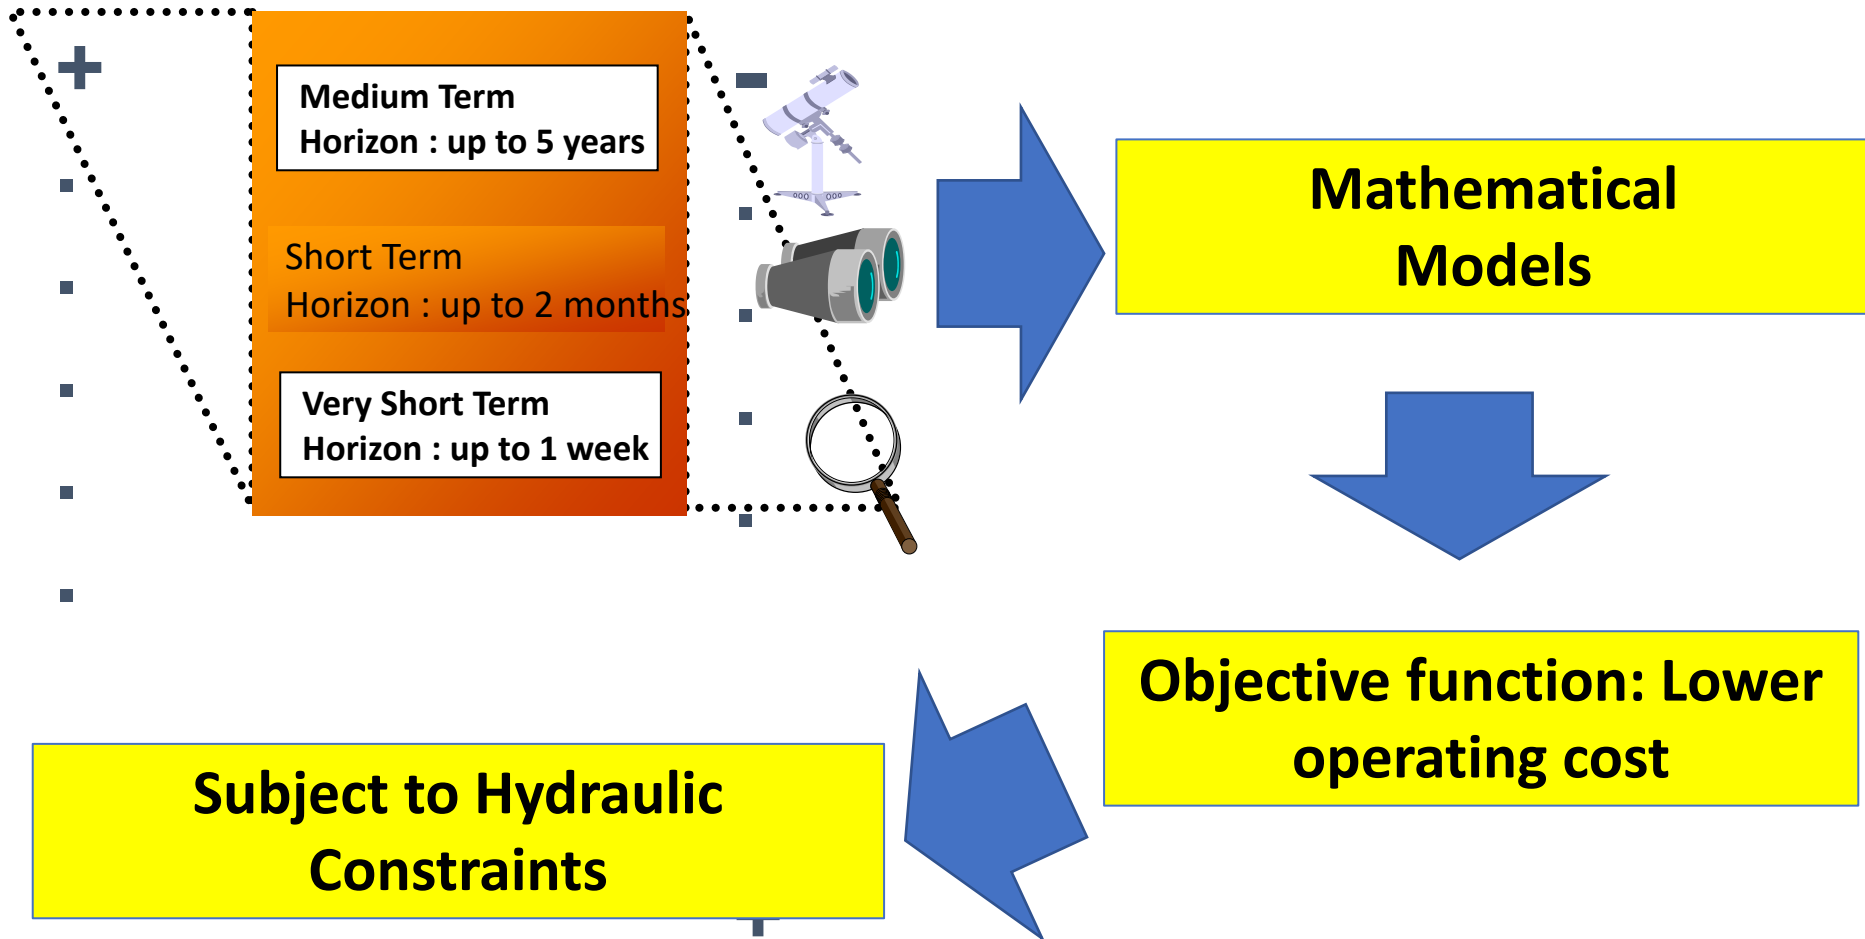 Medium Term
Horizon : up to 5 years
Short Term
Horizon : up to 2 months
Very Short Term
Horizon : up to 1 week
Mathematical
Models
Objective function: Lower
operating cost
Subject to Hydraulic
Constraints